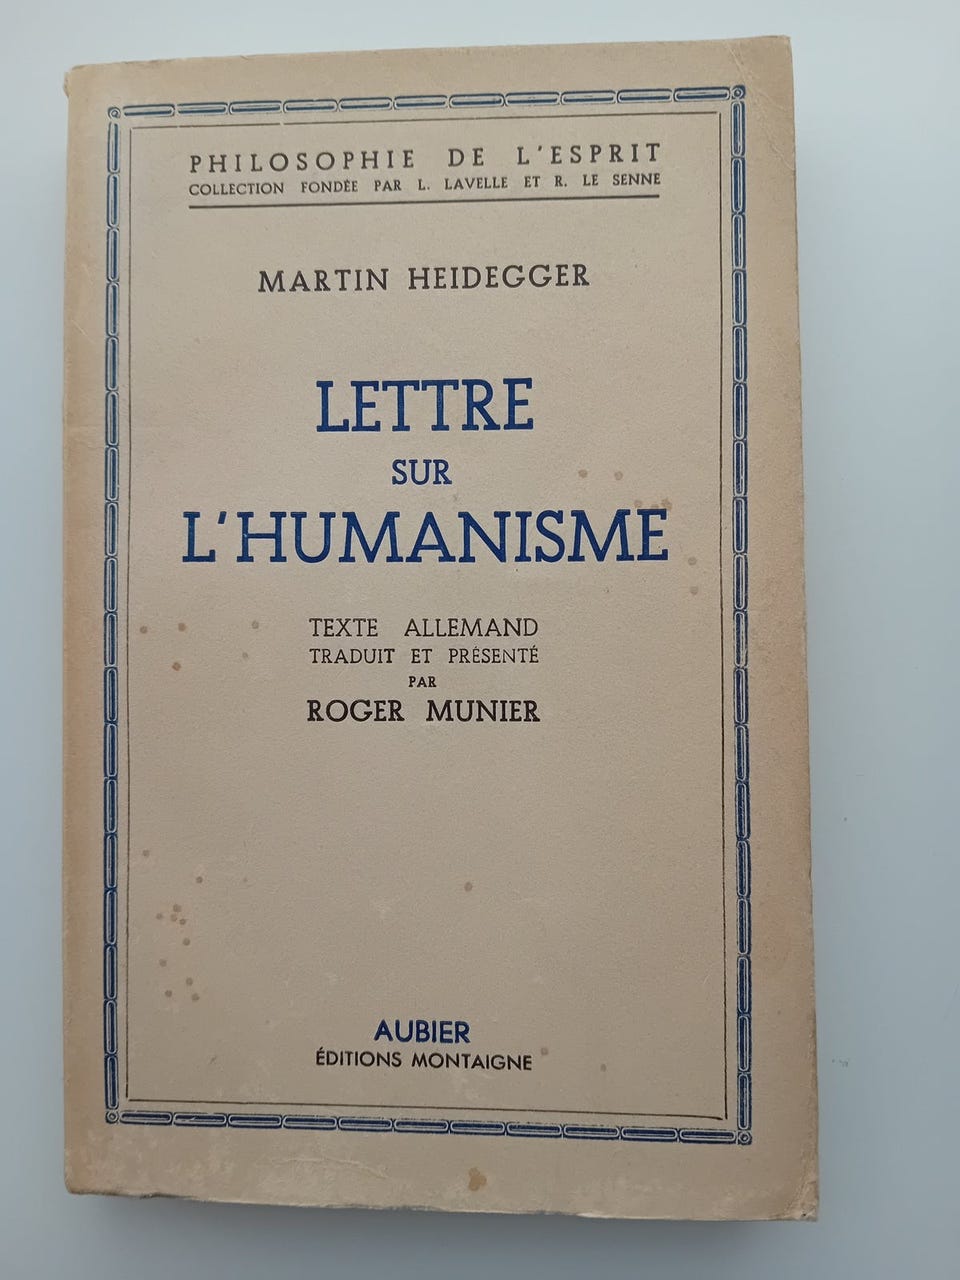 PHILOSOPHIE DE L'ESPRIT
COLLECTION FONDÉE PAR L. LAVELLE ET R. LE SENNE
MARTIN HEIDEGGER
LETTRE
SUR
L'HUMANISME
TEXTE ALLEMAND
TRADUIT ET PRÉSENTÉ
PAR
ROGER MUNIER
AUBIER
ÉDITIONS MONTAIGNE